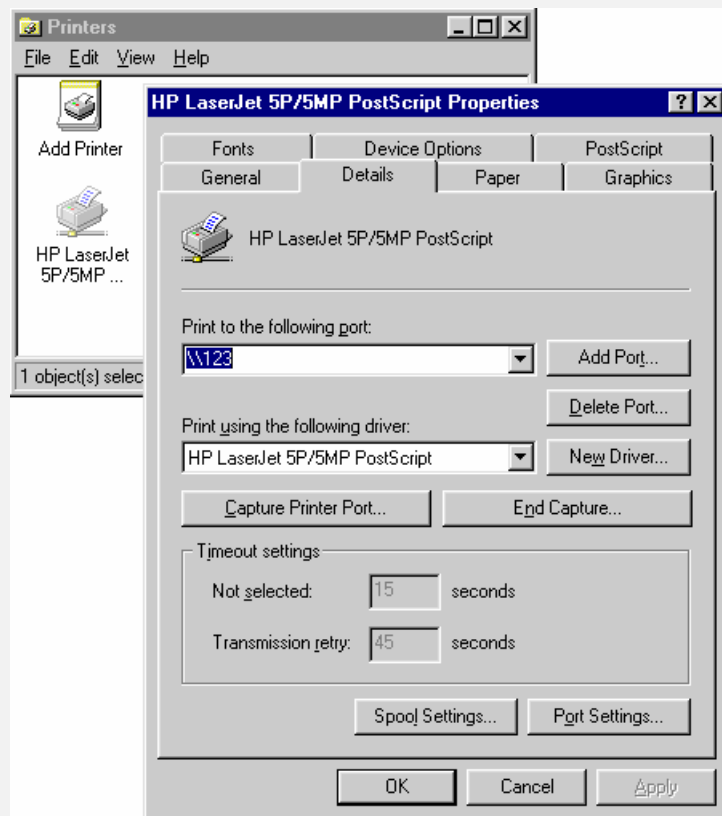 Printers
File Edit View Help
Add Printer
HP LaserJet
5P/5MP ...
1 object(s) selec
HP LaserJet 5P/5MP PostScript Properties
Fonts Device Options PostScript
General Details Paper Graphics
HP LaserJet 5P/5MP PostScript
Print to the following port:
\\123 Add Port...
Delete Port...
Print using the following driver:
HP LaserJet 5P/5MP PostScript New Driver...
Capture Printer Port... End Capture...
Timeout settings
Not selected: 15 seconds
Transmission retry: 45 seconds
Spool Settings... Port Settings...
OK Cancel Apply